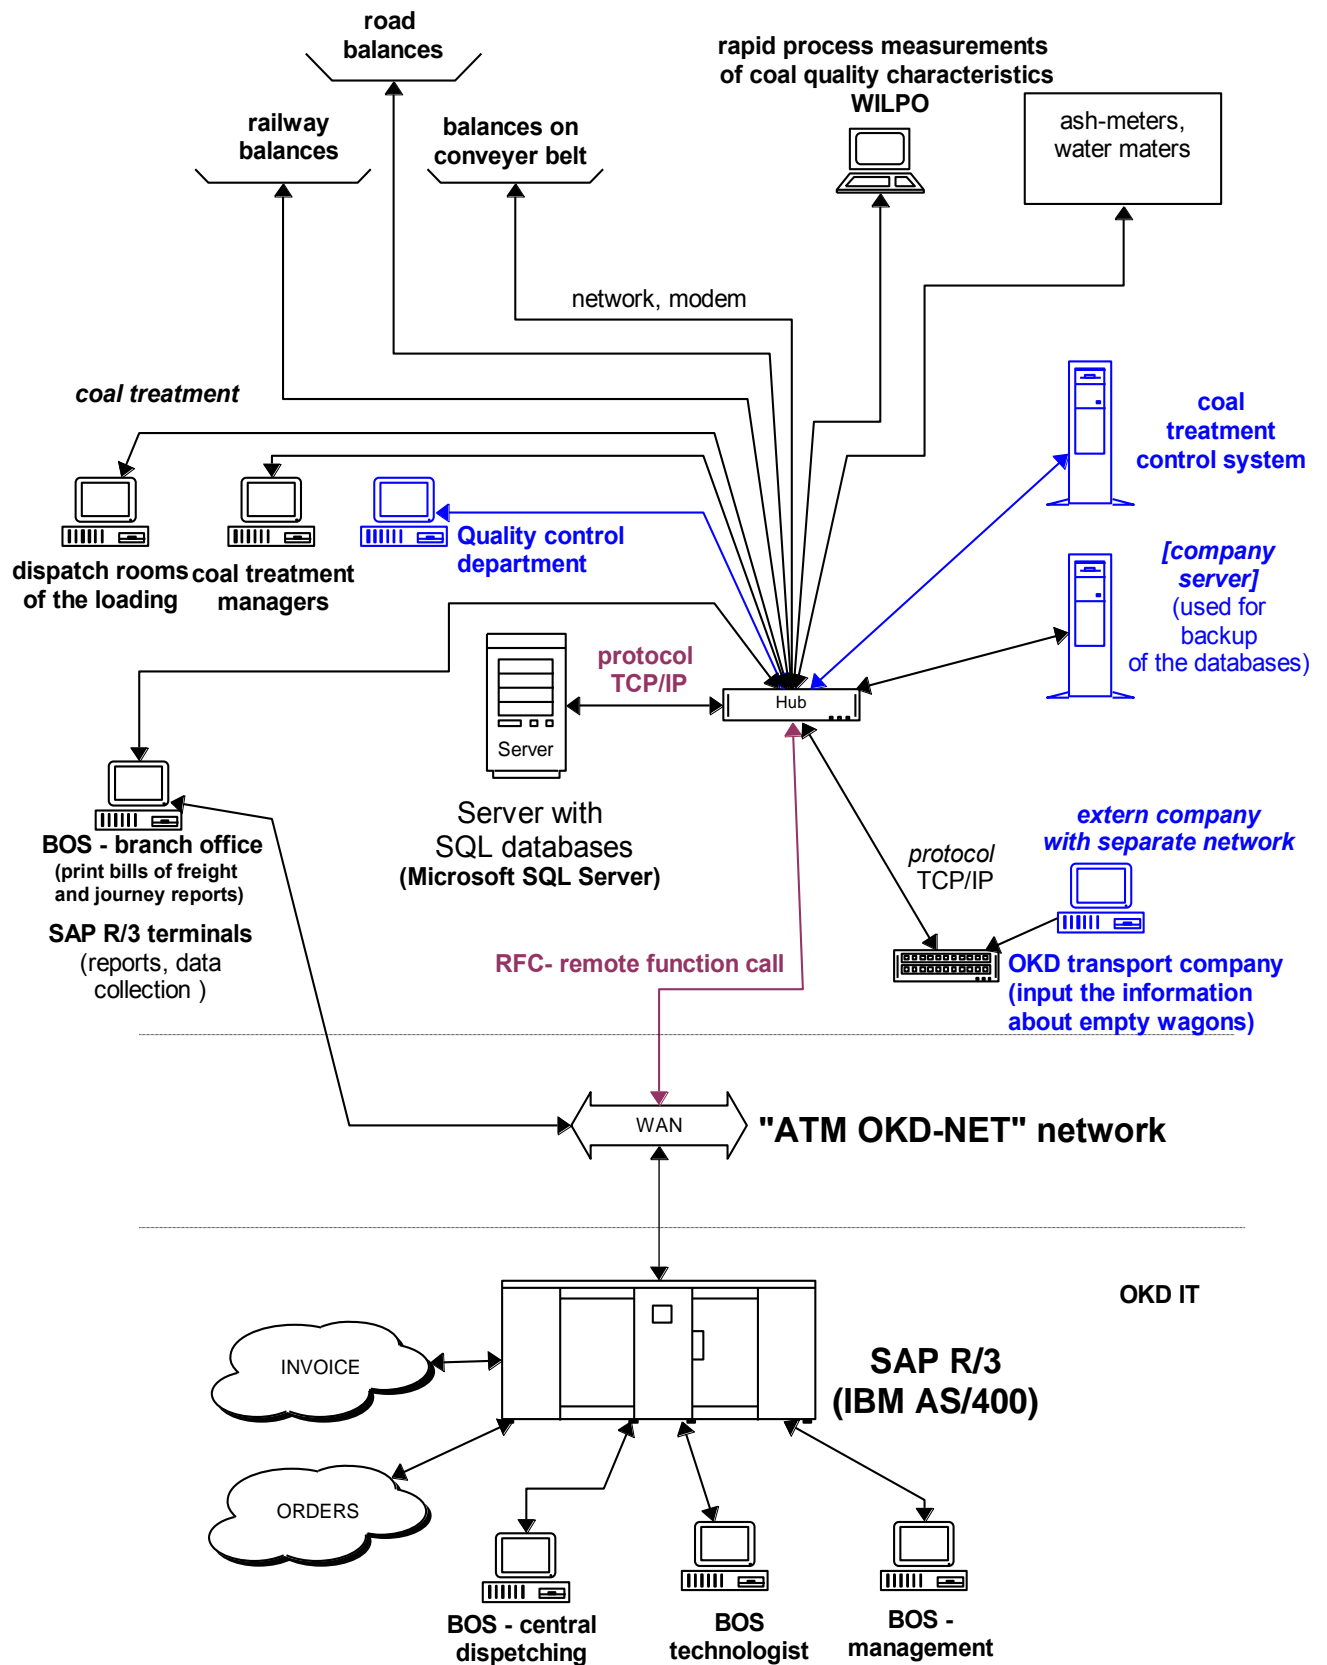 road
balances
rapid process measurements
of coal quality characteristics
WILPO
railway
balances
balances on
conveyer belt
ash-meters,
water maters
network, modem
coal treatment
coal
treatment
control system
Quality control
department
dispatch rooms
of the loading
coal treatment
managers
[company
server]
(used for
backup
of the databases)
protocol
TCP/IP
Hub
Server
Server with
SQL databases
(Microsoft SQL Server)
BOS - branch office
(print bills of freight
and journey reports)
SAP R/3 terminals
(reports, data
collection )
extern company
with separate network
protocol
TCP/IP
RFC- remote function call
OKD transport company
(input the information
about empty wagons)
WAN
"ATM OKD-NET" network
OKD IT
INVOICE
SAP R/3
(IBM AS/400)
ORDERS
BOS - central
dispetching
BOS
technologist
BOS -
management